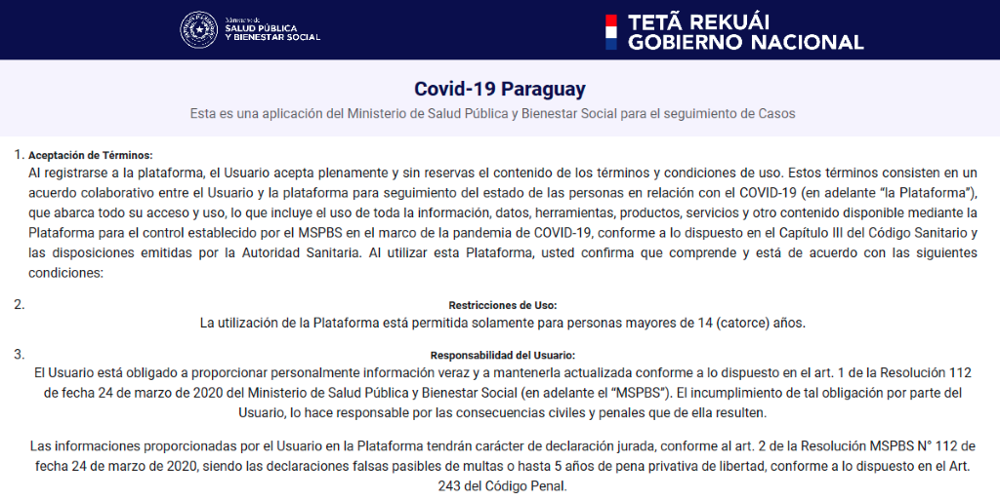 Ministerio de
SALUD PÚBLICA
Y BIENESTAR SOCIAL
TETÃ REKUÁI
GOBIERNO NACIONAL
Covid-19 Paraguay
Esta es una aplicación del Ministerio de Salud Pública y Bienestar Social para el seguimiento de Casos
1. Aceptación de Términos:
Al registrarse a la plataforma, el Usuario acepta plenamente y sin reservas el contenido de los términos y condiciones de uso. Estos términos consisten en un
acuerdo colaborativo entre el Usuario y la plataforma para seguimiento del estado de las personas en relación con el COVID-19 (en adelante “la Plataforma”),
que abarca todo su acceso y uso, lo que incluye el uso de toda la información, datos, herramientas, productos, servicios y otro contenido disponible mediante la
Plataforma para el control establecido por el MSPBS en el marco de la pandemia de COVID-19, conforme a lo dispuesto en el Capítulo III del Código Sanitario y
las disposiciones emitidas por la Autoridad Sanitaria. Al utilizar esta Plataforma, usted confirma que comprende y está de acuerdo con las siguientes
condiciones:
2. Restricciones de Uso:
La utilización de la Plataforma está permitida solamente para personas mayores de 14 (catorce) años.
3. Responsabilidad del Usuario:
El Usuario está obligado a proporcionar personalmente información veraz y a mantenerla actualizada conforme a lo dispuesto en el art. 1 de la Resolución 112
de fecha 24 de marzo de 2020 del Ministerio de Salud Pública y Bienestar Social (en adelante el “MSPBS”). El incumplimiento de tal obligación por parte del
Usuario, lo hace responsable por las consecuencias civiles y penales que de ella resulten.
Las informaciones proporcionadas por el Usuario en la Plataforma tendrán carácter de declaración jurada, conforme al art. 2 de la Resolución MSPBS N° 112 de
fecha 24 de marzo de 2020, siendo las declaraciones falsas pasibles de multas o hasta 5 años de pena privativa de libertad, conforme a lo dispuesto en el Art.
243 del Código Penal.